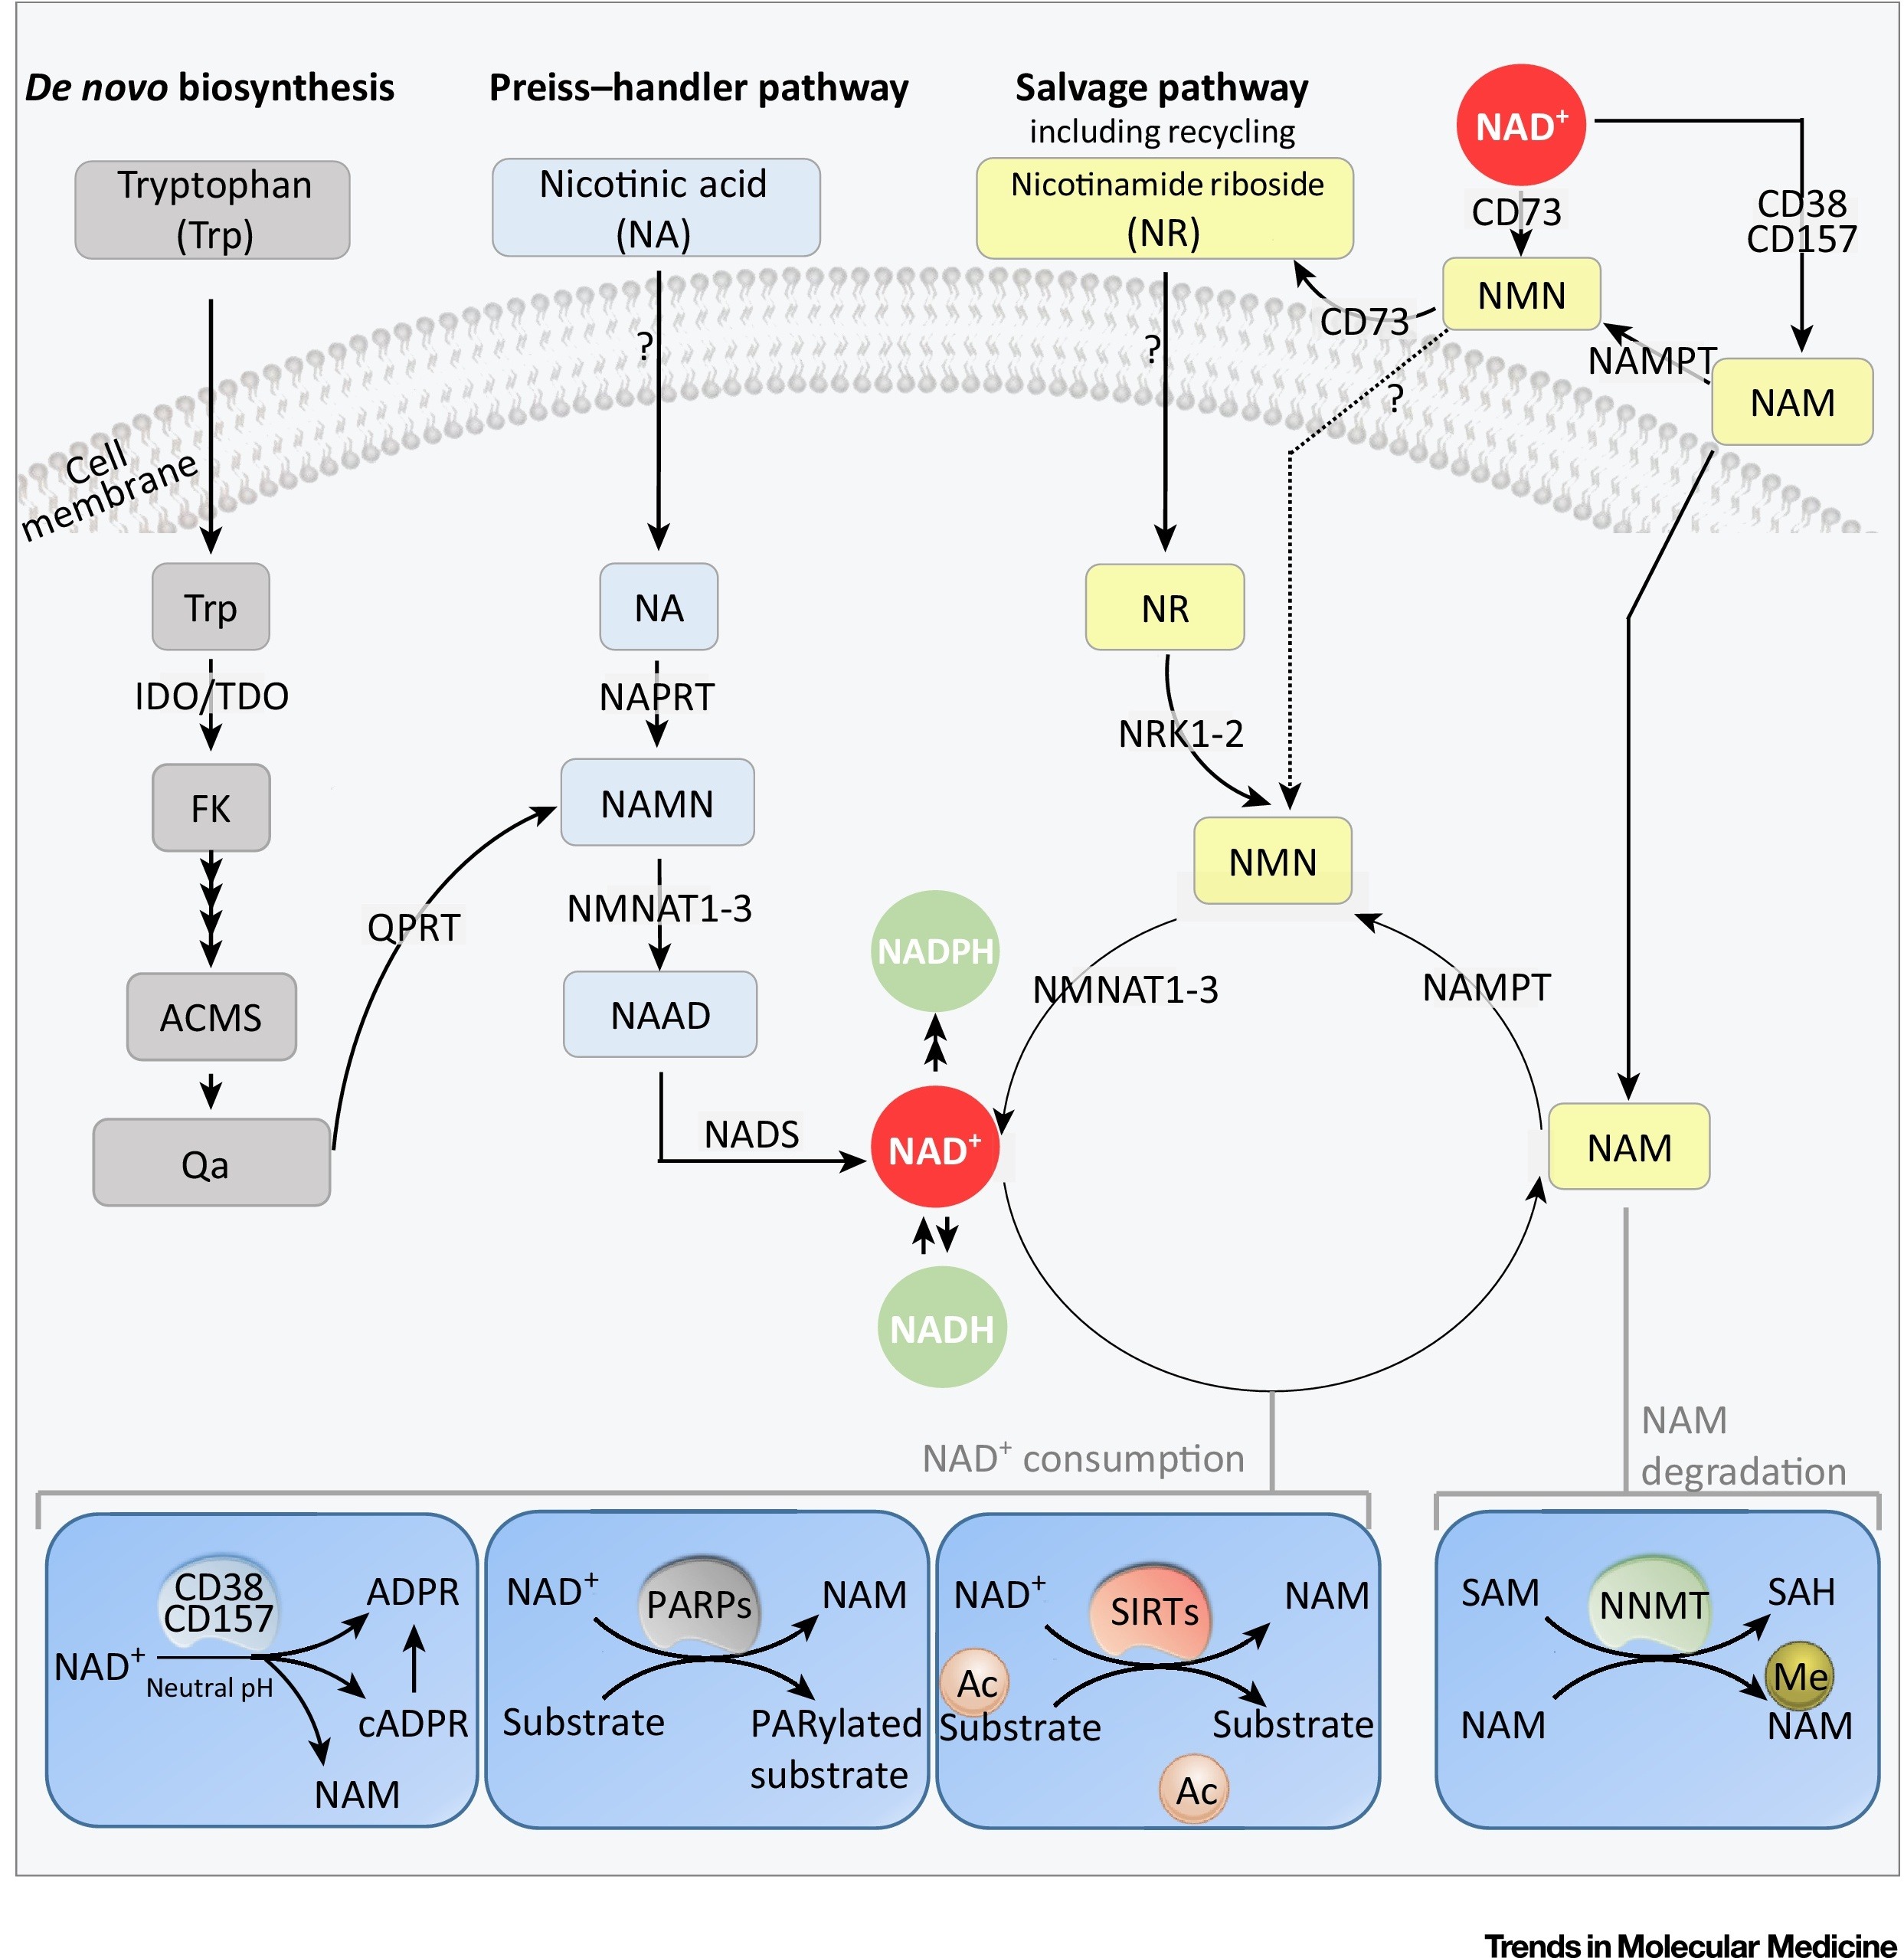 De novo biosynthesis
Preiss–handler pathway
Salvage pathway
including recycling
NAD+
Tryptophan
(Trp)
Nicotinic acid
(NA)
Nicotinamide riboside
(NR)
CD73
CD38
CD157
NMN
CD73
NAMPT
NAM
?
?
?
Cell
membrane
Trp
NA
NR
IDO/TDO
NAPRT
NRK1-2
FK
NAMN
NMN
QPRT
NMNAT1-3
NADPH
NMNAT1-3
NAMPT
ACMS
NAAD
NADS
NAD+
NAM
Qa
NADH
NAD+ consumption
NAM
degradation
CD38
CD157
NAD+
Neutral pH
ADPR
cADPR
NAM
NAD+
PARPs
NAM
Substrate
PARylated
substrate
NAD+
SIRTs
NAM
Ac
Substrate
Substrate
Ac
SAM
NNMT
SAH
Me
NAM
NAM
Trends in Molecular Medicine